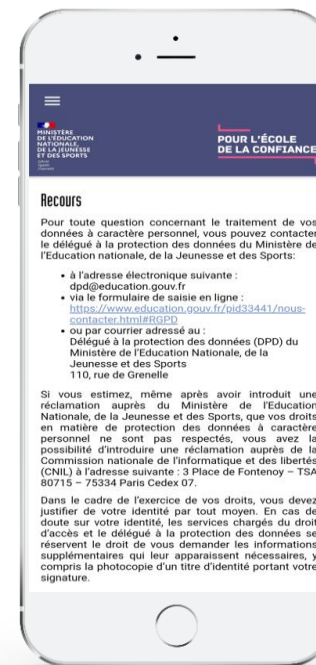 MINISTÈRE
DE L'ÉDUCATION
NATIONALE,
DE LA JEUNESSE
ET DES SPORTS
POUR L'ÉCOLE
DE LA CONFIANCE
Recours
Pour toute question concernant le traitement de vos
données à caractère personnel, vous pouvez contacter
le délégué à la protection des données du Ministère de
l'Education nationale, de la Jeunesse et des Sports:
• à l'adresse électronique suivante :
dpd@education.gouv.fr
• via le formulaire de saisie en ligne :
https://www.education.gouv.fr/pid33441/nous-
contacter.html#RGPD
• ou par courrier adressé au :
Délégué à la protection des données (DPD) du
Ministère de l'Education Nationale, de la
Jeunesse et des Sports
110, rue de Grenelle
Si vous estimez, même après avoir introduit une
réclamation auprès du Ministère de l'Education
Nationale, de la Jeunesse et des Sports, que vos droits
en matière de protection des données à caractère
personnel ne sont pas respectés, vous avez la
possibilité d'introduire une réclamation auprès de la
Commission nationale de l'informatique et des libertés
(CNIL) à l'adresse suivante : 3 Place de Fontenoy – TSA
80715 – 75334 Paris Cedex 07.
Dans le cadre de l'exercice de vos droits, vous devez
justifier de votre identité par tout moyen. En cas de
doute sur votre identité, les services chargés du droit
d'accès et le délégué à la protection des données se
réservent le droit de vous demander les informations
supplémentaires qui leur apparaissent nécessaires, y
compris la photocopie d'un titre d'identité portant votre
signature.